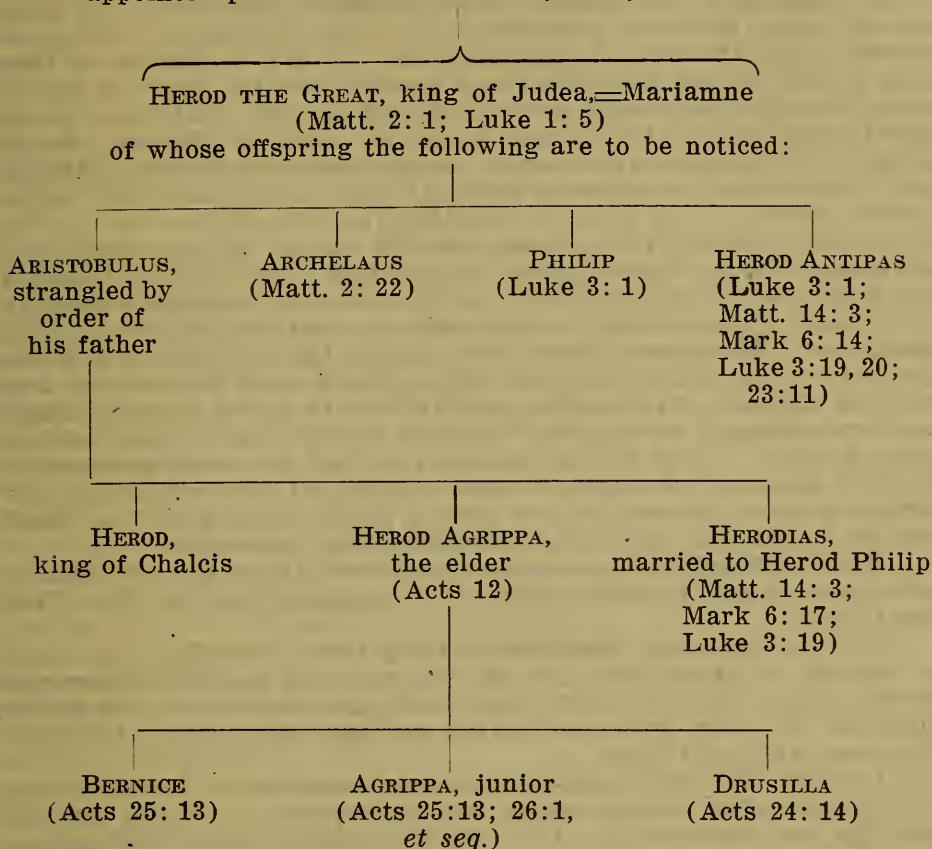 HEROD THE GREAT, king of Judea,=Mariamne
(Matt. 2: 1; Luke 1: 5)
of whose offspring the following are to be noticed:
ARISTOBULUS,
strangled by
order of
his father
ARCHELAUS
(Matt. 2: 22)
PHILIP
(Luke 3: 1)
HEROD ANTIPAS
(Luke 3: 1;
Matt. 14: 3;
Mark 6: 14;
Luke 3:19, 20;
23:11)
HEROD,
king of Chalcis
HEROD AGRIPPA,
the elder
(Acts 12)
HERODIAS,
married to Herod Philip
(Matt. 14: 3;
Mark 6: 17;
Luke 3: 19)
BERNICE
(Acts 25: 13)
AGRIPPA, junior
(Acts 25:13; 26:1,
et seq.)
DRUSILLA
(Acts 24: 14)